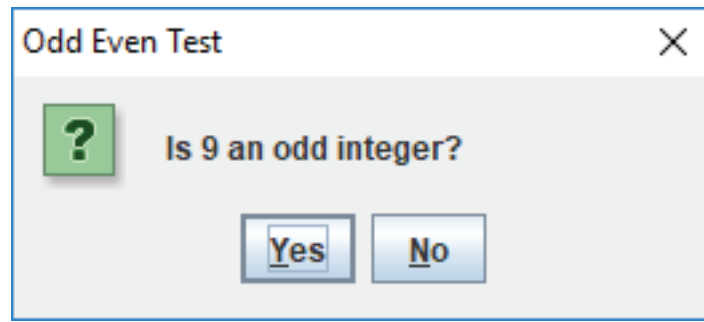 Odd Even Test
?
Is 9 an odd integer?
Yes No